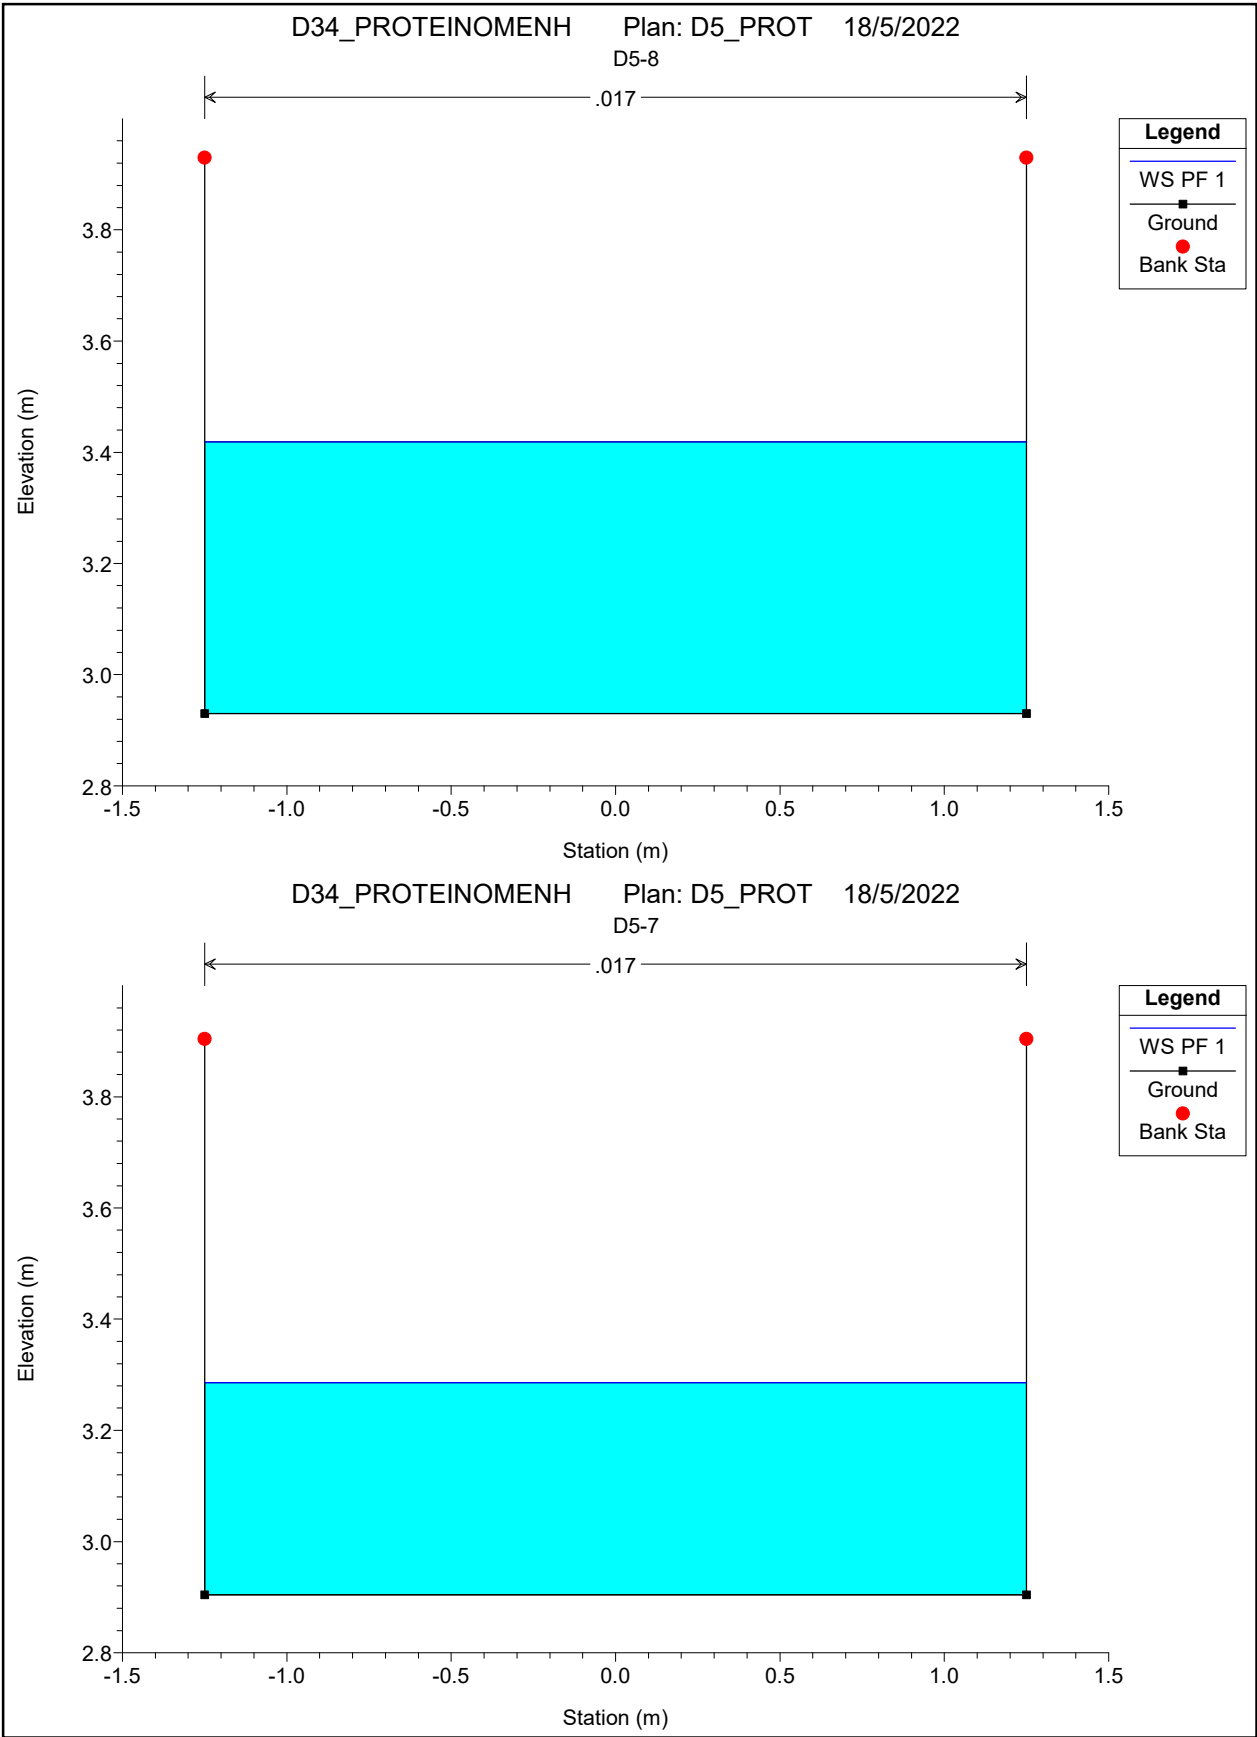 D34_PROTEINOMENH Plan: D5_PROT 18/5/2022
D5-8
.017
Legend
WS PF 1
Ground
Bank Sta
Elevation (m)
3.8
3.6
3.4
3.2
3.0
2.8
-1.5 -1.0 -0.5 0.0 0.5 1.0 1.5
Station (m)
D34_PROTEINOMENH Plan: D5_PROT 18/5/2022
D5-7
.017
Legend
WS PF 1
Ground
Bank Sta
Elevation (m)
3.8
3.6
3.4
3.2
3.0
2.8
-1.5 -1.0 -0.5 0.0 0.5 1.0 1.5
Station (m)